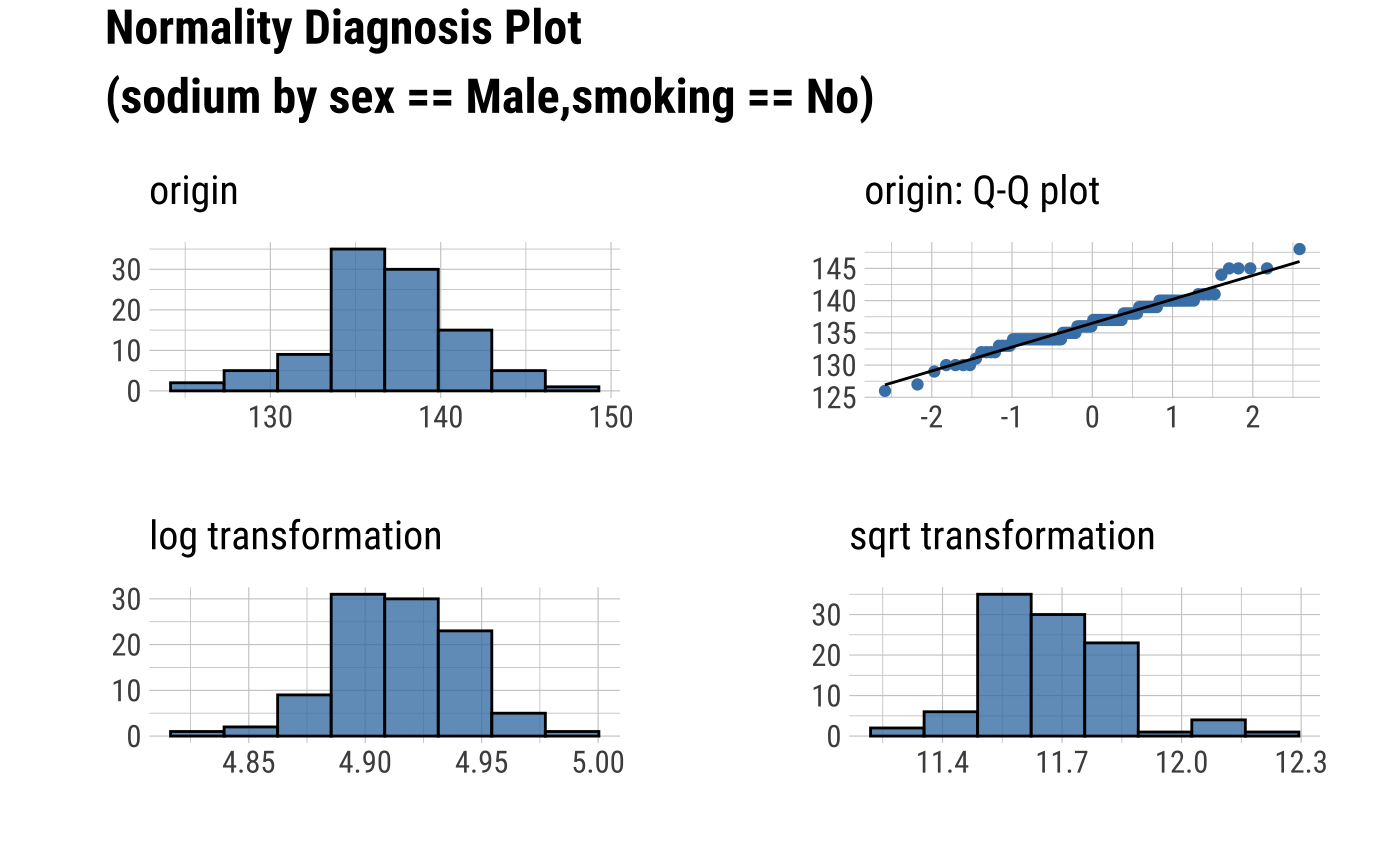 Normality Diagnosis Plot
(sodium by sex == Male,smoking == No)
origin
30
20
10
0
130 140 150
origin: Q-Q plot
145
140
135
130
125
-2 -1 0 1 2
log transformation
30
20
10
0
4.85 4.90 4.95 5.00
sqrt transformation
30
20
10
0
11.4 11.7 12.0 12.3